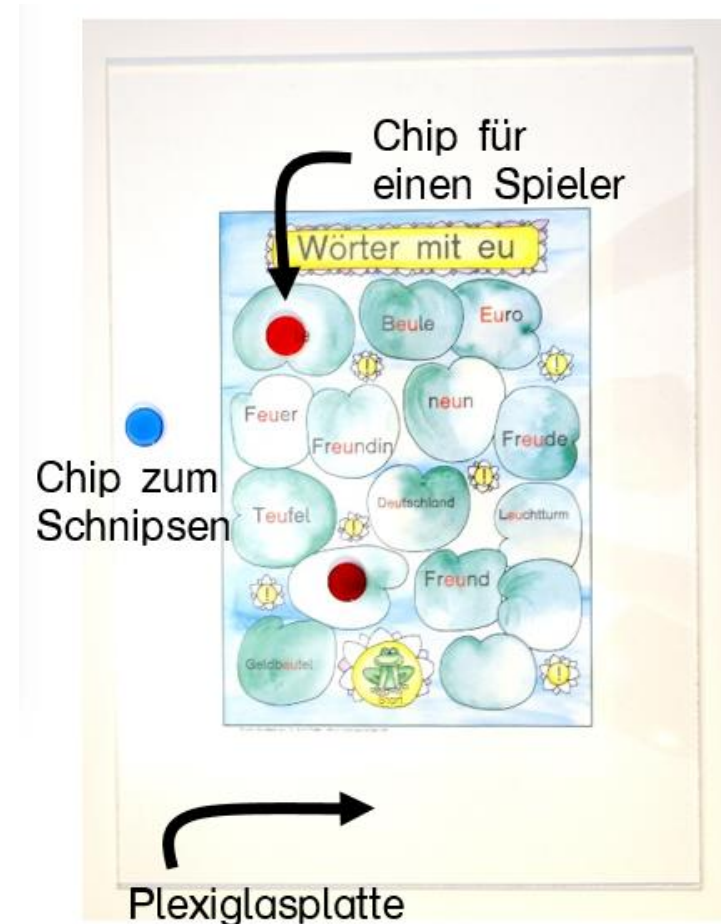 Chip für
einen Spieler
Wörter mit eu
Beule
Euro
Feuer
Freundin
neun
Freude
Chip zum
Schnipsen
Teufel
Deutschland
Leuchtturm
Freund
Geldbeutel
Start
Plexiglasplatte